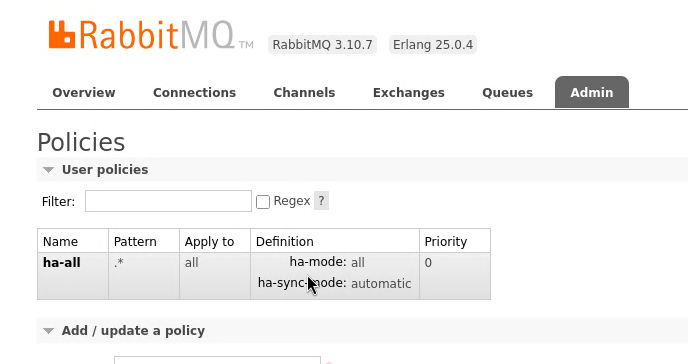 RabbitMQ TM RabbitMQ 3.10.7 Erlang 25.0.4
Overview Connections Channels Exchanges Queues Admin
Policies
User policies
Filter: Regex ?
Name Pattern Apply to Definition Priority
ha-all .* all ha-mode: all 0
ha-sync-mode: automatic
Add / update a policy